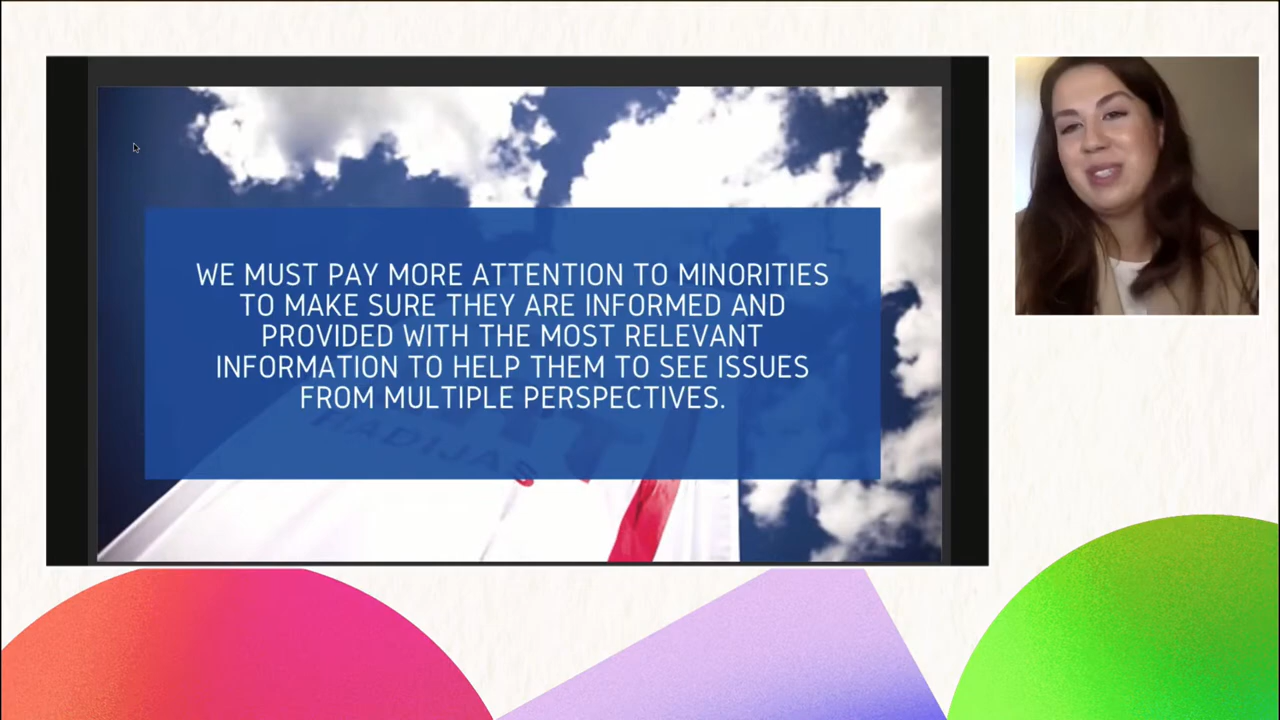 WE MUST PAY MORE ATTENTION TO MINORITIES
TO MAKE SURE THEY ARE INFORMED AND
PROVIDED WITH THE MOST RELEVANT
INFORMATION TO HELP THEM TO SEE ISSUES
FROM MULTIPLE PERSPECTIVES.